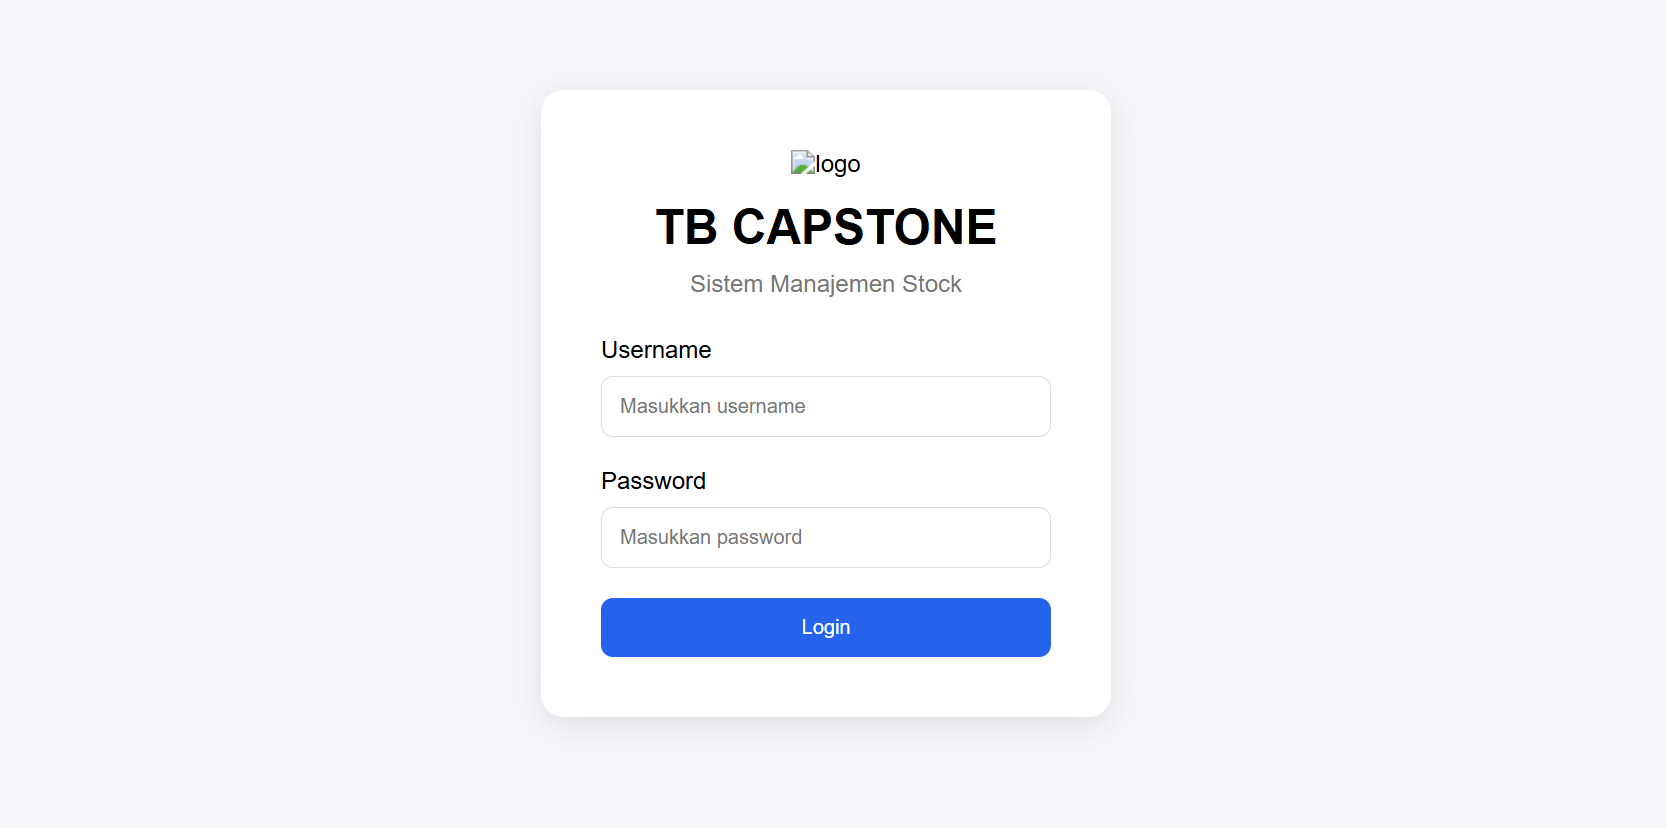 logo
TB CAPSTONE
Sistem Manajemen Stock
Username
Masukkan username
Password
Masukkan password
Login